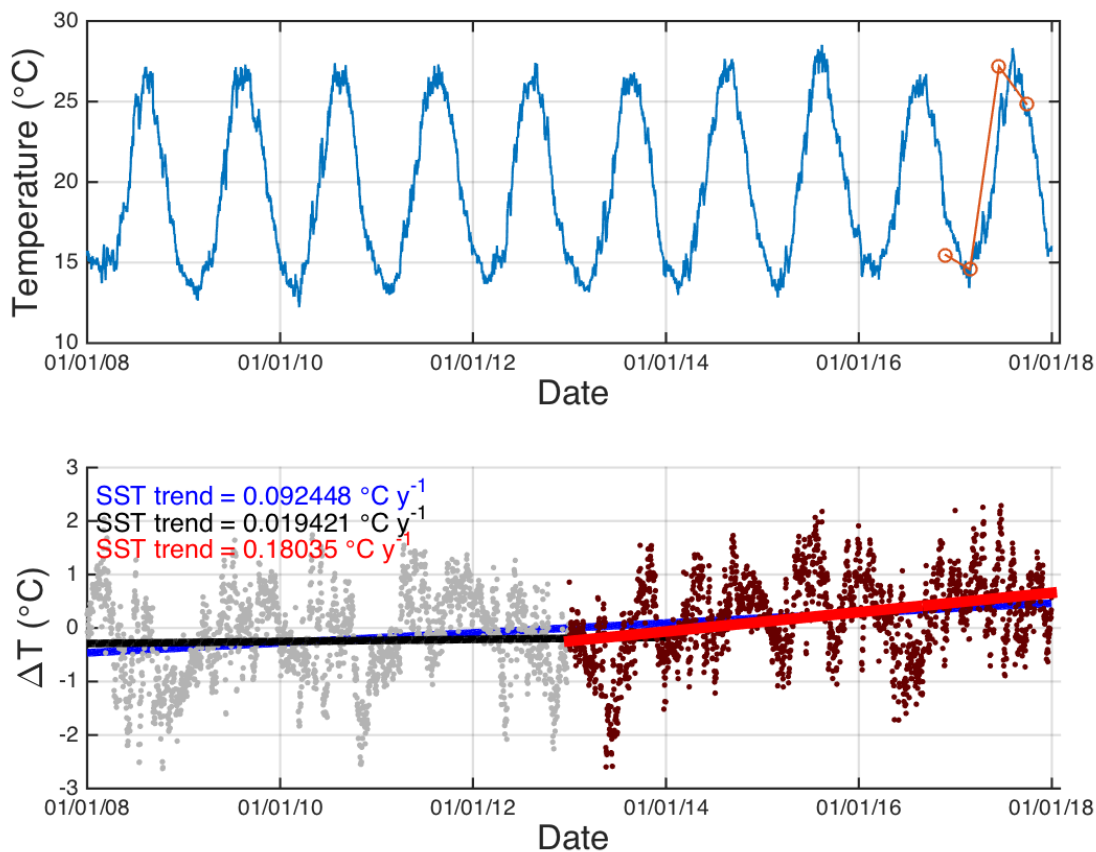 30
25
20
15
10
Temperature (°C)
01/01/08 01/01/10 01/01/12 01/01/14 01/01/16 01/01/18
Date
3
2
1
0
-1
-2
-3
ΔT (°C)
SST trend = 0.092448 °C y-1
SST trend = 0.019421 °C y-1
SST trend = 0.18035 °C y-1
01/01/08 01/01/10 01/01/12 01/01/14 01/01/16 01/01/18
Date